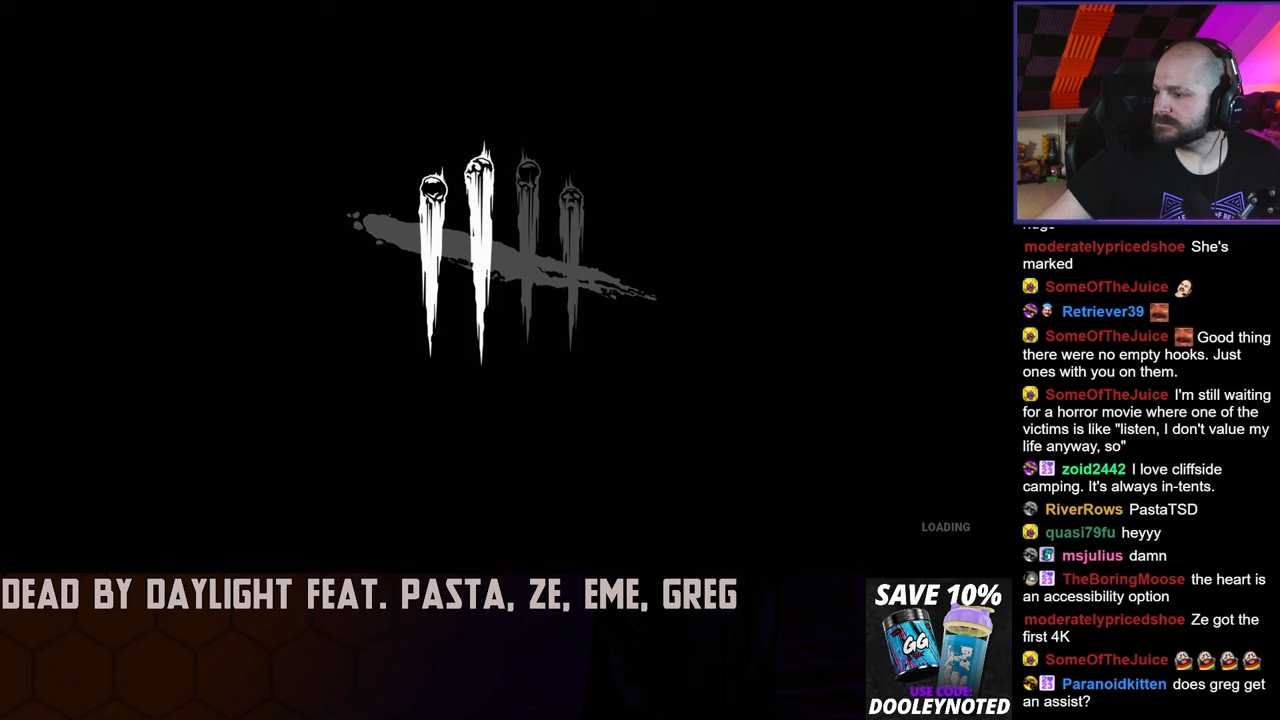 moderatelypricedshoe She's
marked
SomeOfTheJuice
Retriever39
SomeOfTheJuice Good thing
there were no empty hooks. Just
ones with you on them.
SomeOfTheJuice I'm still waiting
for a horror movie where one of the
victims is like "listen, I don't value my
life anyway, so"
zoid2442 I love cliffside
camping. It's always in-tents.
RiverRows PastaTSD
quasi79fu heyyy
msjulius damn
TheBoringMoose the heart is
an accessibility option
moderatelypricedshoe Ze got the
first 4K
SomeOfTheJuice
Paranoidkitten does greg get
an assist?
LOADING
DEAD BY DAYLIGHT FEAT. PASTA, ZE, EME, GREG
SAVE 10%
GG
USE CODE:
DOOLEYNOTED